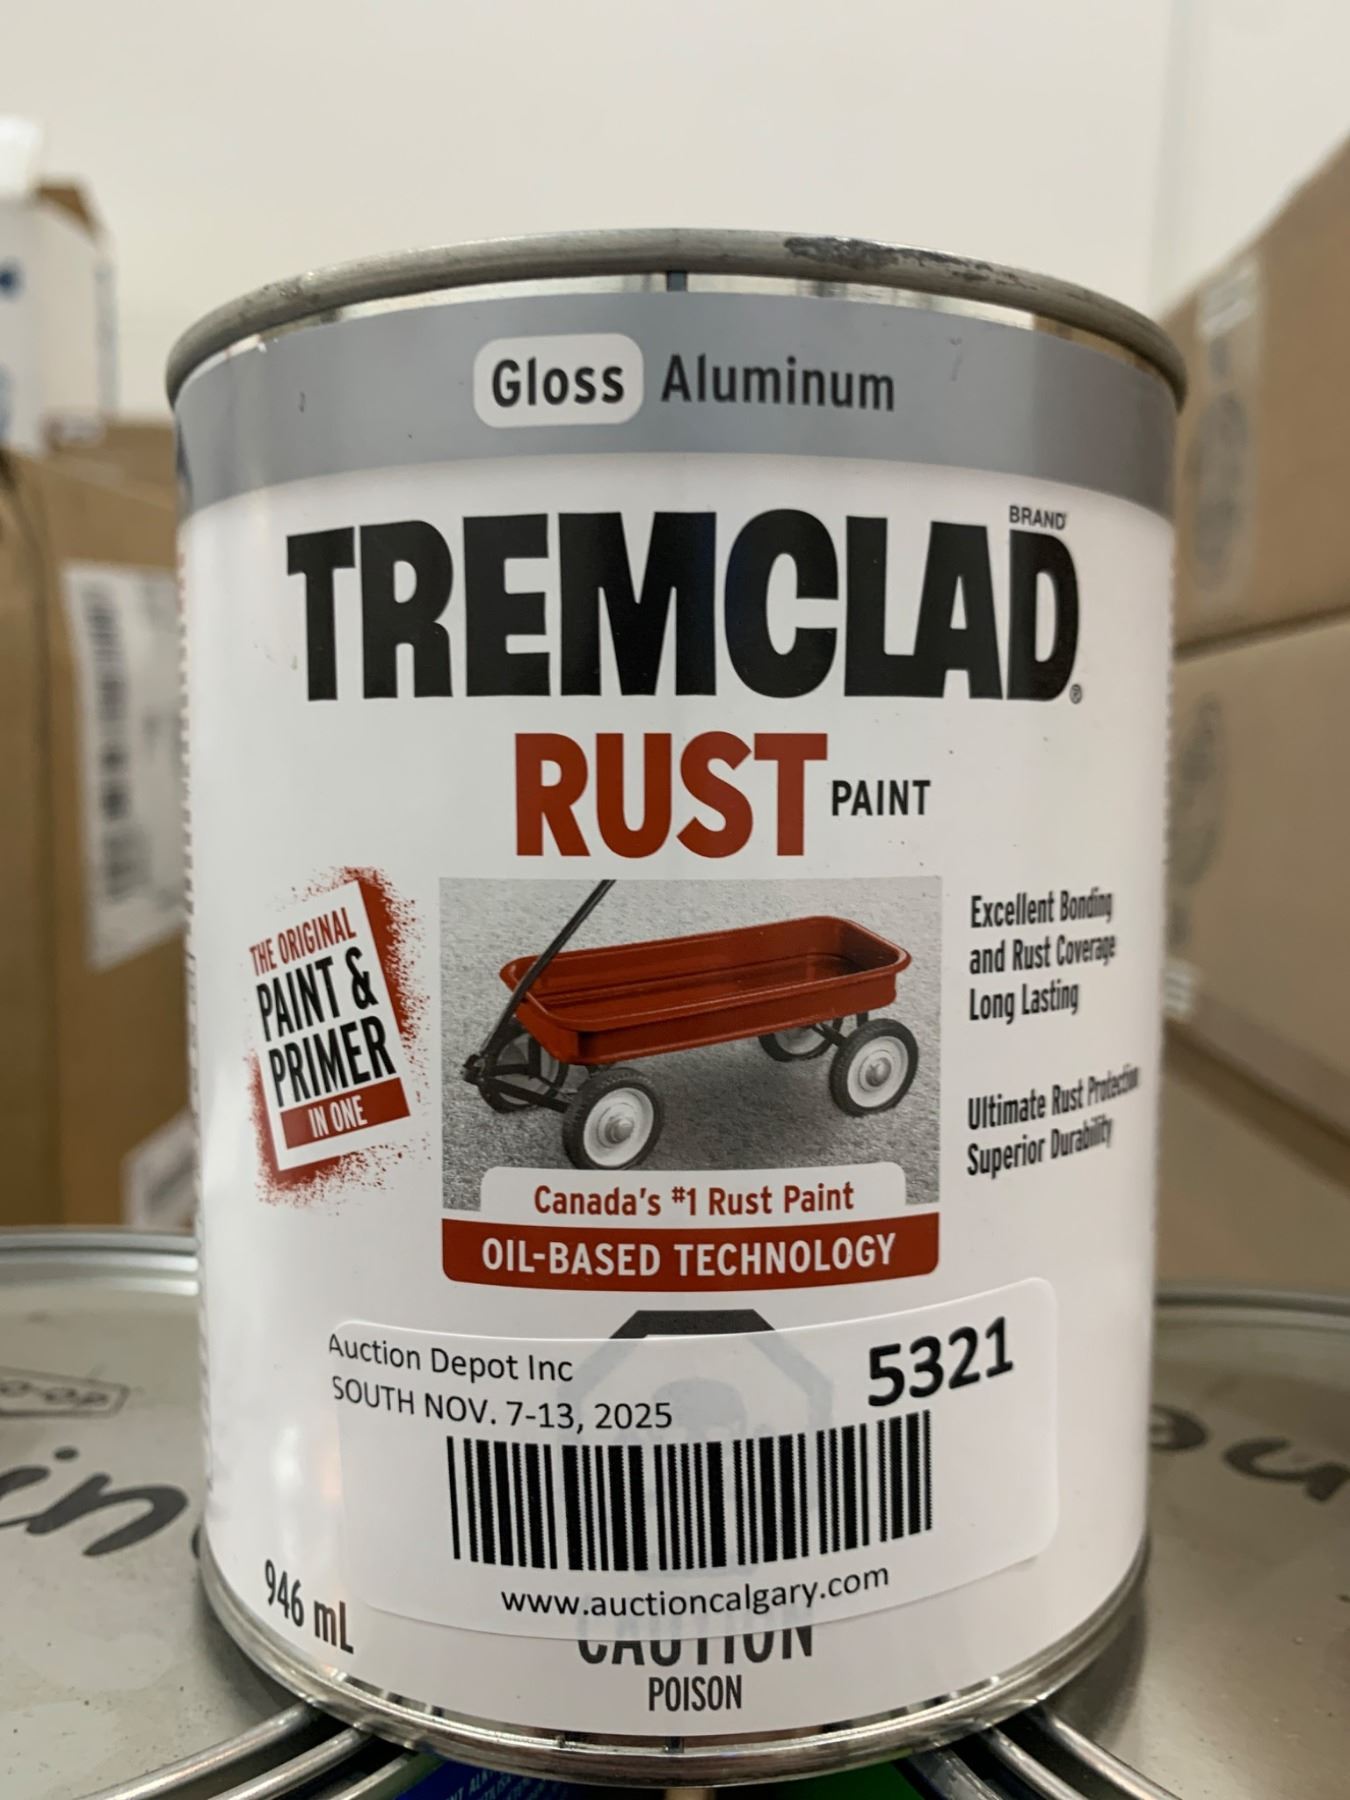 Gloss Aluminum
BRAND
TREMCLAD®
RUST PAINT
THE ORIGINAL
PAINT &
PRIMER
IN ONE
Excellent Bonding
and Rust Coverage
Long Lasting
Ultimate Rust Protection
Superior Durability
Canada's #1 Rust Paint
OIL-BASED TECHNOLOGY
Auction Depot Inc
5321
SOUTH NOV. 7-13, 2025
www.auctioncalgary.com
946 mL
CAUTION
POISON